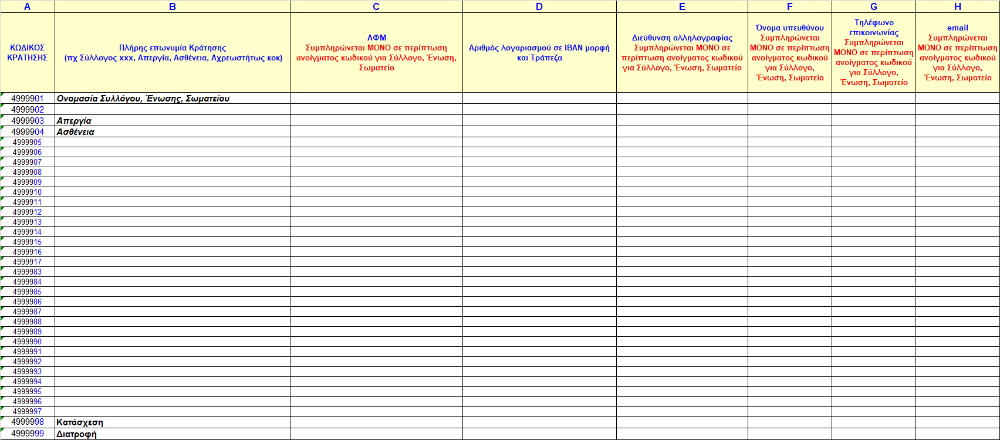 A B C D E F G H
ΚΩΔΙΚΟΣ
ΚΡΑΤΗΣΗΣ
Πλήρης επωνυμία Κράτησης
(πχ Σύλλογος xxx, Απεργία, Ασθένεια, Αχρεωστήτως κοκ)
ΑΦΜ
Συμπληρώνεται ΜΟΝΟ σε περίπτωση
ανοίγματος κωδικού για Σύλλογο, Ένωση,
Σωματείο
Αριθμός λογαριασμού σε IBAN μορφή
και Τράπεζα
Διεύθυνση αλληλογραφίας
Συμπληρώνεται ΜΟΝΟ σε
περίπτωση ανοίγματος κωδικού
για Σύλλογο, Ένωση, Σωματείο
Όνομα υπευθύνου
Συμπληρώνεται
ΜΟΝΟ σε περίπτωση
ανοίγματος κωδικού
για Σύλλογο,
Ένωση, Σωματείο
Τηλέφωνο
επικοινωνίας
Συμπληρώνεται
ΜΟΝΟ σε περίπτωση
ανοίγματος κωδικού
για Σύλλογο,
Ένωση, Σωματείο
email
Συμπληρώνεται
ΜΟΝΟ σε περίπτωση
ανοίγματος κωδικού
για Σύλλογο,
Ένωση, Σωματείο
4999901 Ονομασία Συλλόγου, Ένωσης, Σωματείου
4999902
4999903 Απεργία
4999904 Ασθένεια
4999905
4999906
4999907
4999908
4999909
4999910
4999911
4999912
4999913
4999914
4999915
4999916
4999917
4999983
4999984
4999985
4999986
4999987
4999988
4999989
4999990
4999991
4999992
4999993
4999994
4999995
4999996
4999997
4999998 Κατάσχεση
4999999 Διατροφή